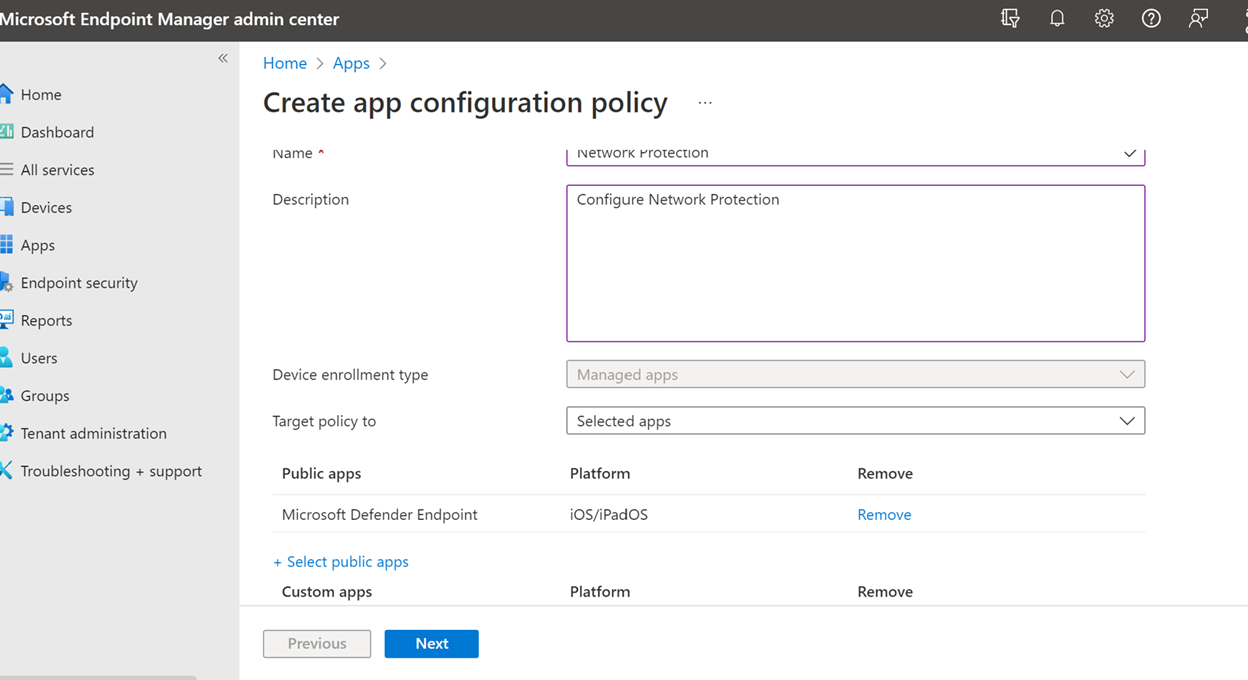 Microsoft Endpoint Manager admin center
Home
Dashboard
All services
Devices
Apps
Endpoint security
Reports
Users
Groups
Tenant administration
Troubleshooting + support
Home > Apps >
Create app configuration policy ...
Name * Network Protection
Description Configure Network Protection
Device enrollment type Managed apps
Target policy to Selected apps
Public apps Platform Remove
Microsoft Defender Endpoint iOS/iPadOS Remove
+ Select public apps
Custom apps Platform Remove
Previous Next